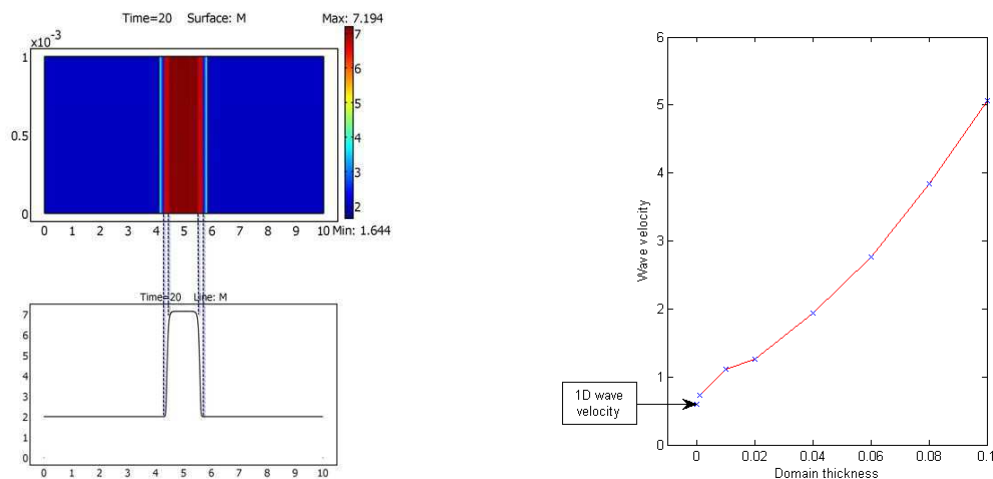 Time=20 Surface: M Max: 7.194
x10-3
1
0.5
0
7
6
5
4
3
2
0 1 2 3 4 5 6 7 8 9 10 Min: 1.644
Time=20 Line: M
7
6
5
4
3
2
1
0
0 1 2 3 4 5 6 7 8 9 10
6
5
4
3
2
1
0
Wave velocity
1D wave
velocity
0 0.02 0.04 0.06 0.08 0.1
Domain thickness